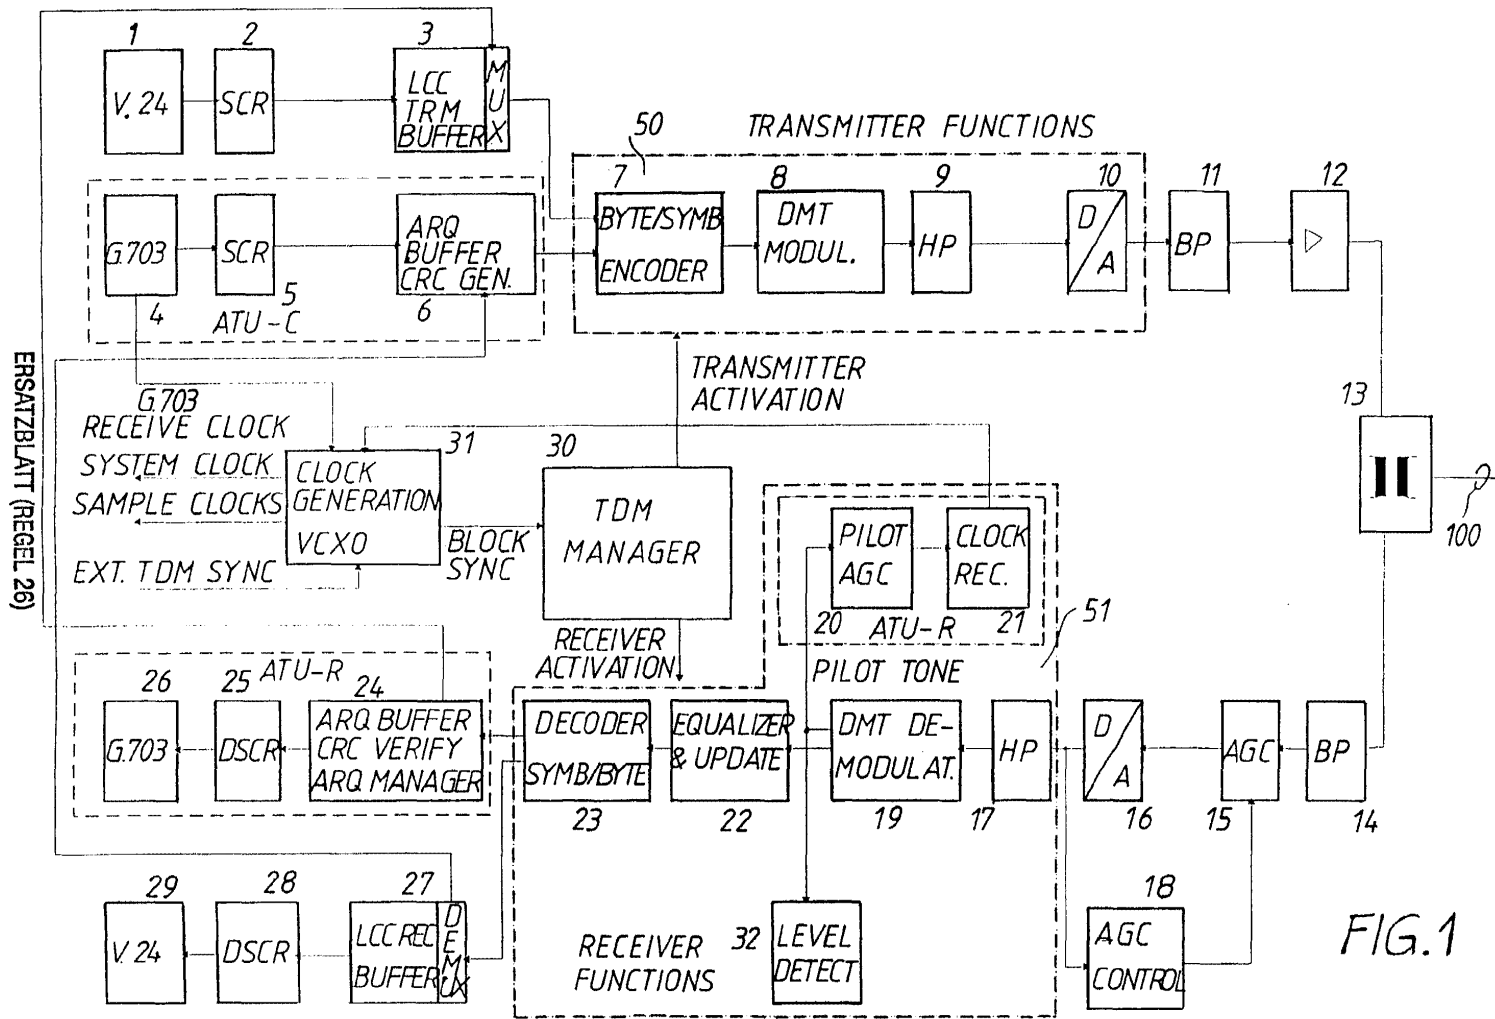 1
2
3
V.24
SCR
LCC
TRM
BUFFER
MUX
TRANSMITTER FUNCTIONS
50
7
8
9
10
11
12
G.703
SCR
ARQ
BUFFER
CRC GEN.
BYTE/SYMB
ENCODER
DMT
MODUL.
HP
D/A
BP
4
5
6
ATU-C
TRANSMITTER
ACTIVATION
G.703
RECEIVE CLOCK
SYSTEM CLOCK
SAMPLE CLOCKS
EXT. TDM SYNC
31
CLOCK
GENERATION
VCXO
BLOCK
SYNC
30
TDM
MANAGER
13
100
PILOT
AGC
CLOCK
REC.
20
ATU-R
21
51
RECEIVER
ACTIVATION
PILOT TONE
ERSATZBLATT (REGEL 26)
26
25
ATU-R
24
G.703
DSCR
ARQ BUFFER
CRC VERIFY
ARQ MANAGER
DECODER
SYMB/BYTE
EQUALIZER
& UPDATE
DMT DE-
MODULAT.
HP
D/A
AGC
BP
23
22
19
17
16
15
14
29
28
27
18
V.24
DSCR
LCC REC
BUFFER
DEMUX
RECEIVER
FUNCTIONS
32
LEVEL
DETECT
AGC
CONTROL
FIG.1